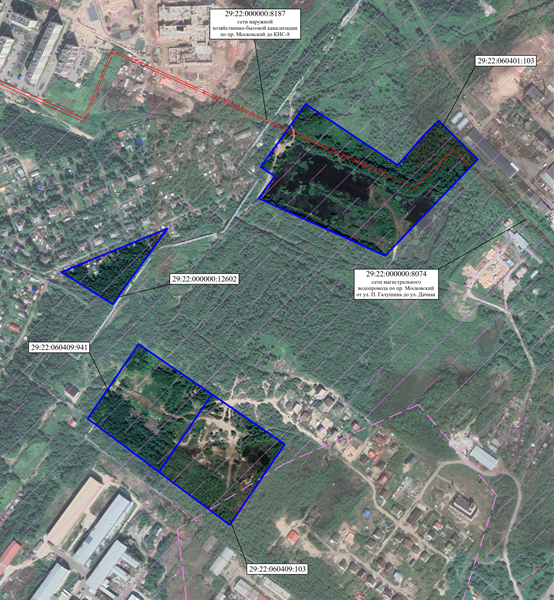 29:22:000000:8187
сети наружной
хозяйственно-бытовой канализации
по пр. Московский до КНС-8
29:22:060401:103
29:22:000000:8074
сети магистрального
водопровода по пр. Московский
от ул. П. Галушина до ул. Дачная
29:22:000000:12602
29:22:060409:941
29:22:060409:103